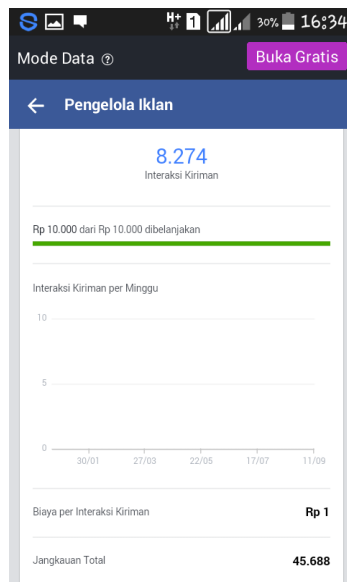 H+ 1 30% 16:34
Mode Data Buka Gratis
Pengelola Iklan
8.274
Interaksi Kiriman
Rp 10.000 dari Rp 10.000 dibelanjakan
Interaksi Kiriman per Minggu
10
5
0
30/01 27/03 22/05 17/07 11/09
Biaya per Interaksi Kiriman Rp 1
Jangkauan Total 45.688